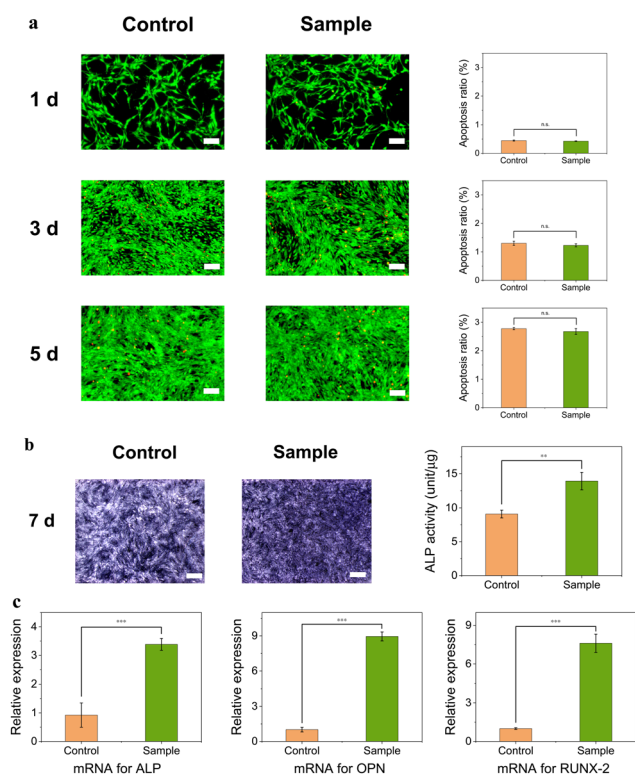 a
Control
Sample
1 d
Apoptosis ratio (%)
3
2
1
0
n.s.
Control
Sample
3 d
Apoptosis ratio (%)
3
2
1
0
n.s.
Control
Sample
5 d
Apoptosis ratio (%)
3
2
1
0
n.s.
Control
Sample
b
Control
Sample
7 d
ALP activity (unit/μg)
15
10
5
0
**
Control
Sample
c
Relative expression
4
3
2
1
0
***
Control
Sample
mRNA for ALP
Relative expression
9
6
3
0
***
Control
Sample
mRNA for OPN
Relative expression
9
6
3
0
***
Control
Sample
mRNA for RUNX-2